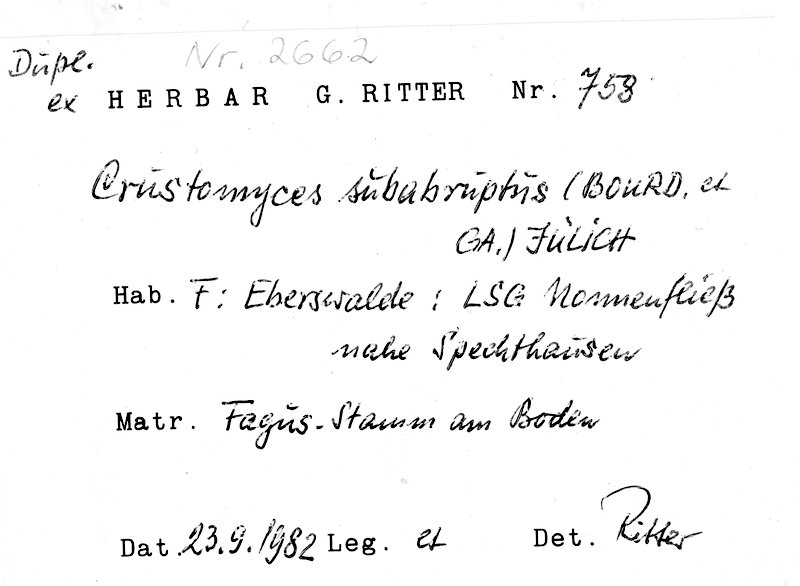 Dupl. Nr. 2662
ex HERBAR G. RITTER Nr. 758
Crustomyces subabruptus (BOURD. et
GA.) JÜLICH
Hab. F: Eberswalde: LSG Nonnenfließ
nahe Spechthausen
Matr. Fagus-Stamm am Boden
Dat. 23.9.1982 Leg. et Det. Ritter